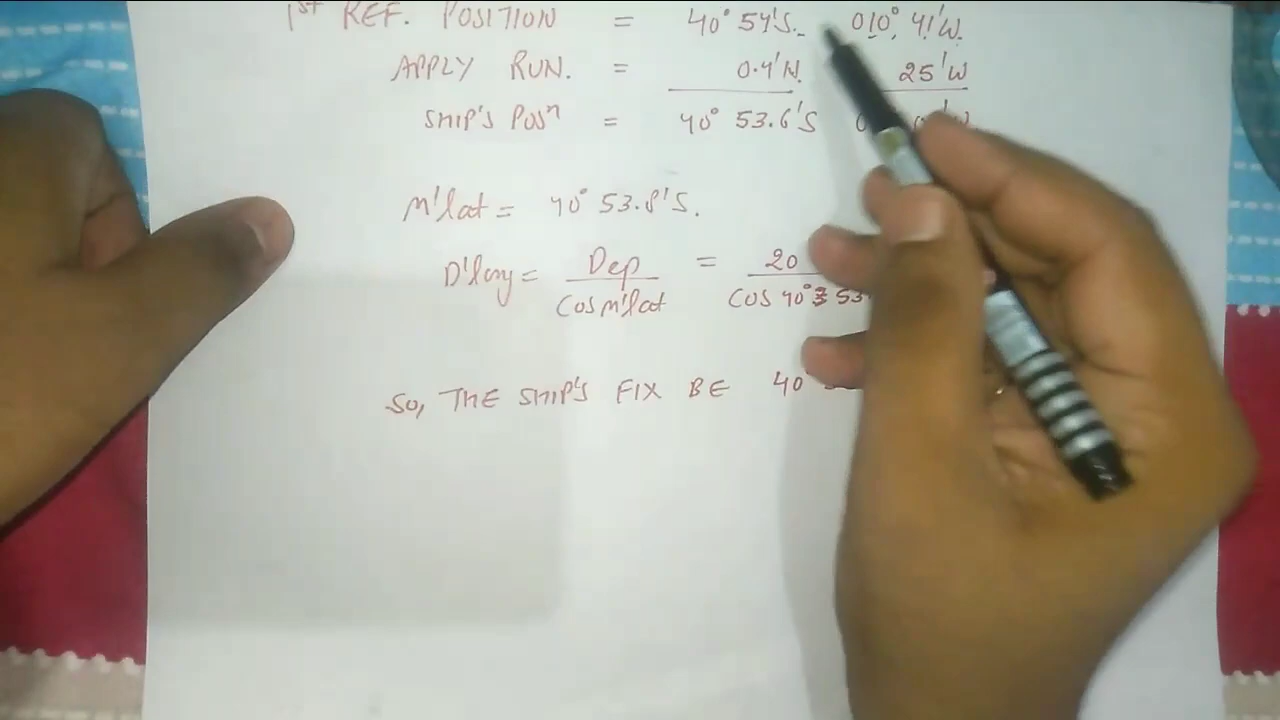 1st REF. POSITION = 40° 54'S. 010° 41'W.
APPLY RUN. = 0.4'N. 25'W
SHIP'S POSn = 40° 53.6'S
M'lat = 40° 53.8'S.
D'long = Dep / Cos M'lat = 20 / COS 40° 53
SO, THE SHIP'S FIX BE 40°